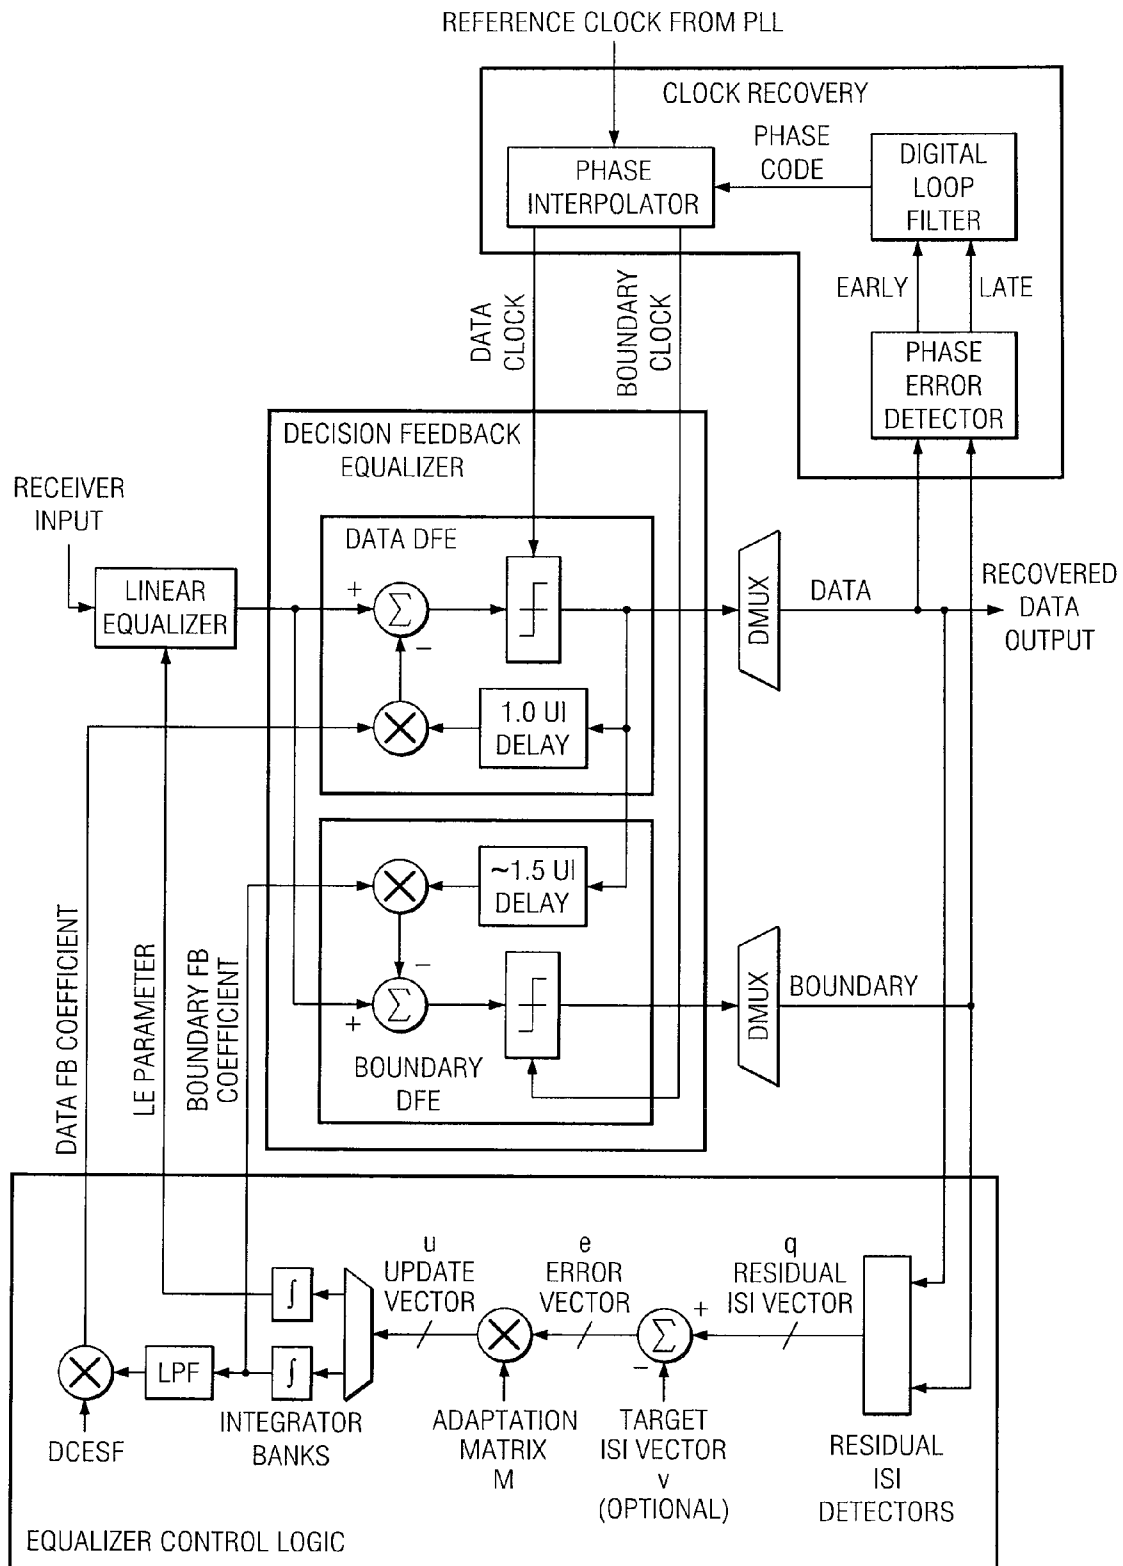 REFERENCE CLOCK FROM PLL
CLOCK RECOVERY
PHASE
CODE
PHASE
INTERPOLATOR
DIGITAL
LOOP
FILTER
EARLY
LATE
DATA
CLOCK
BOUNDARY
CLOCK
PHASE
ERROR
DETECTOR
DECISION FEEDBACK
EQUALIZER
RECEIVER
INPUT
DATA DFE
LINEAR
EQUALIZER
+
Σ
−
DMUX
DATA
RECOVERED
DATA
OUTPUT
1.0 UI
DELAY
~1.5 UI
DELAY
−
Σ
+
BOUNDARY
DFE
DMUX
BOUNDARY
DATA FB COEFFICIENT
LE PARAMETER
BOUNDARY FB
COEFFICIENT
u
UPDATE
VECTOR
e
ERROR
VECTOR
q
RESIDUAL
ISI VECTOR
∫
∫
+
Σ
−
LPF
DCESF
INTEGRATOR
BANKS
ADAPTATION
MATRIX
M
TARGET
ISI VECTOR
v
(OPTIONAL)
RESIDUAL
ISI
DETECTORS
EQUALIZER CONTROL LOGIC